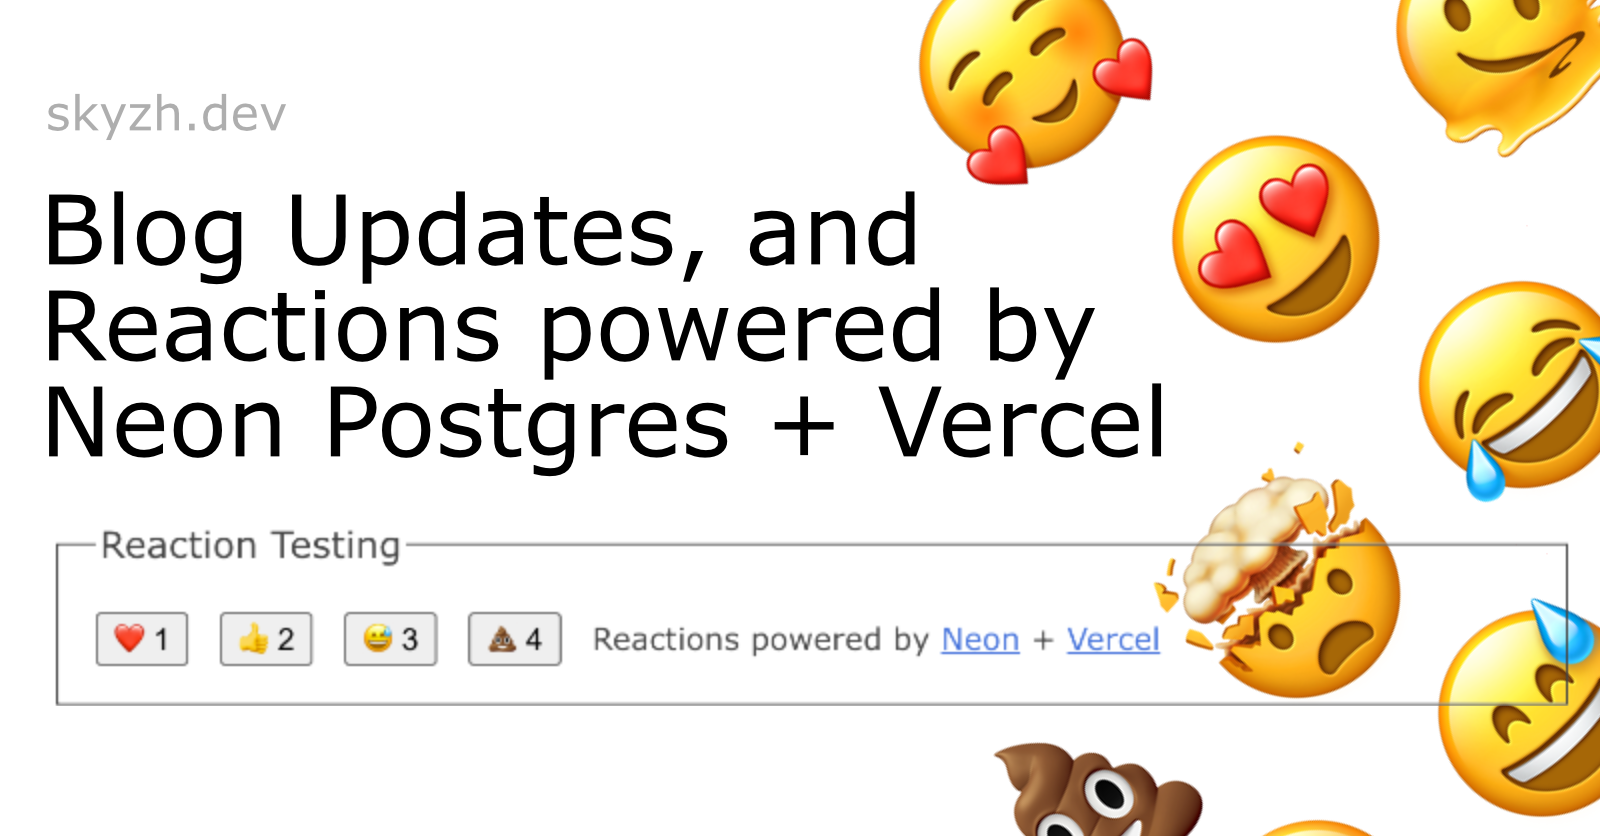 skyzh.dev
Blog Updates, and
Reactions powered by
Neon Postgres + Vercel
Reaction Testing
❤️ 1 👍 2 😅 3 💩 4 Reactions powered by Neon + Vercel